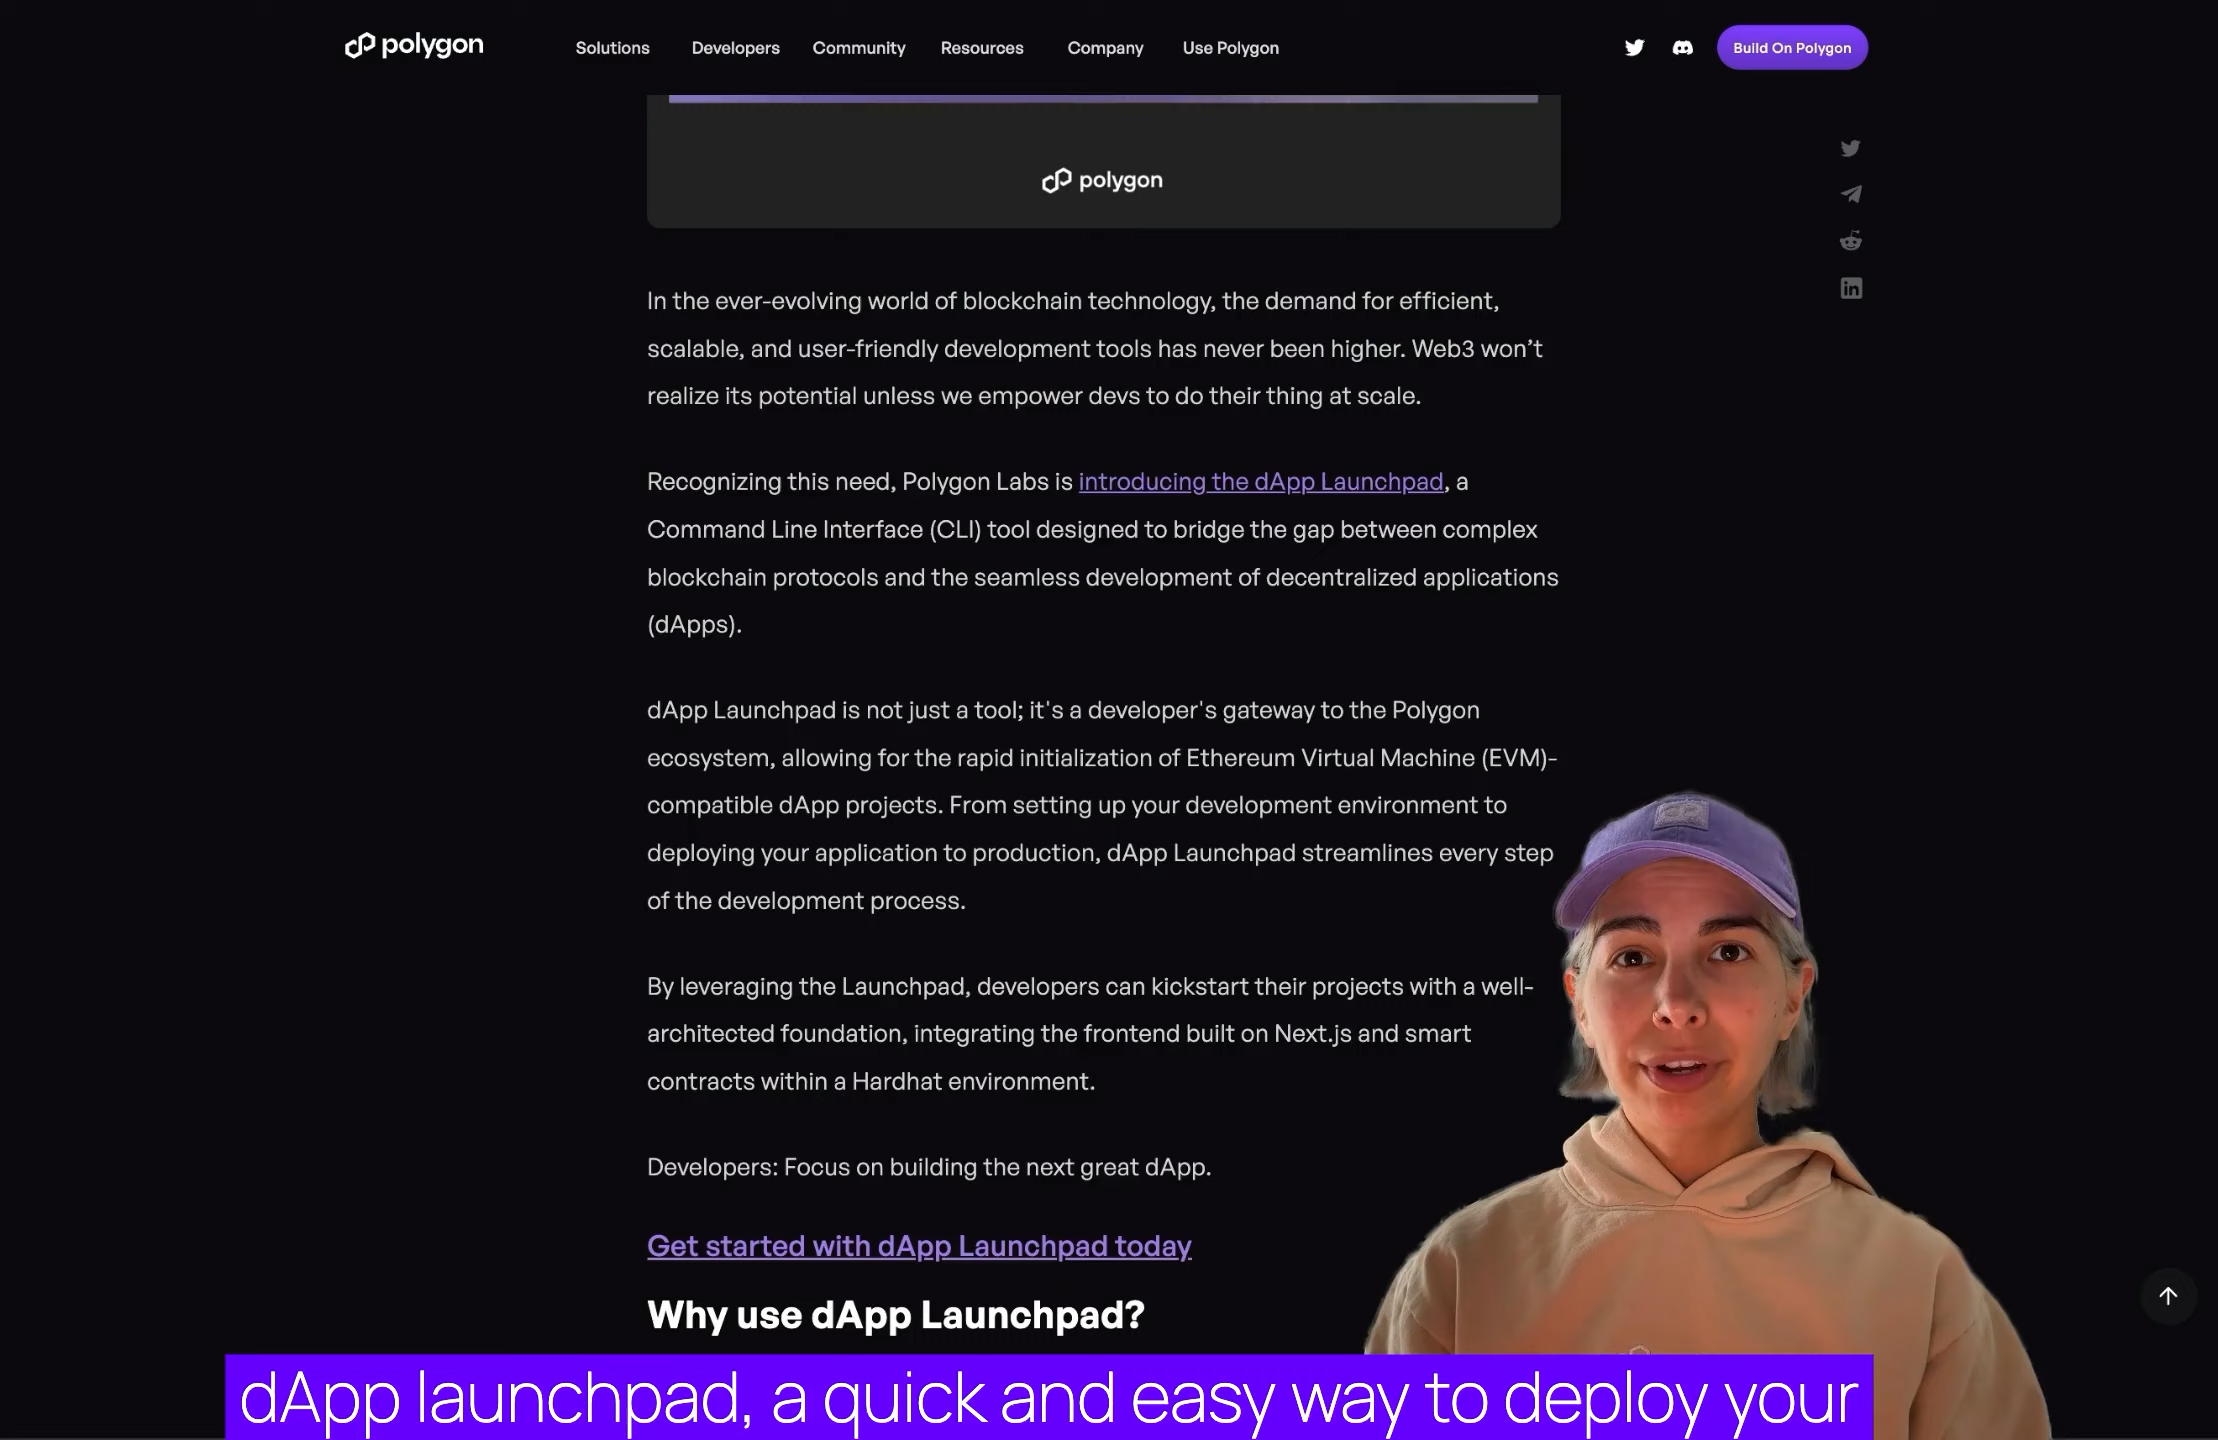 polygon
Solutions Developers Community Resources Company Use Polygon
Build On Polygon
polygon
In the ever-evolving world of blockchain technology, the demand for efficient,
scalable, and user-friendly development tools has never been higher. Web3 won’t
realize its potential unless we empower devs to do their thing at scale.
Recognizing this need, Polygon Labs is introducing the dApp Launchpad, a
Command Line Interface (CLI) tool designed to bridge the gap between complex
blockchain protocols and the seamless development of decentralized applications
(dApps).
dApp Launchpad is not just a tool; it's a developer's gateway to the Polygon
ecosystem, allowing for the rapid initialization of Ethereum Virtual Machine (EVM)-
compatible dApp projects. From setting up your development environment to
deploying your application to production, dApp Launchpad streamlines every step
of the development process.
By leveraging the Launchpad, developers can kickstart their projects with a well-
architected foundation, integrating the frontend built on Next.js and smart
contracts within a Hardhat environment.
Developers: Focus on building the next great dApp.
Get started with dApp Launchpad today
Why use dApp Launchpad?
dApp launchpad, a quick and easy way to deploy your